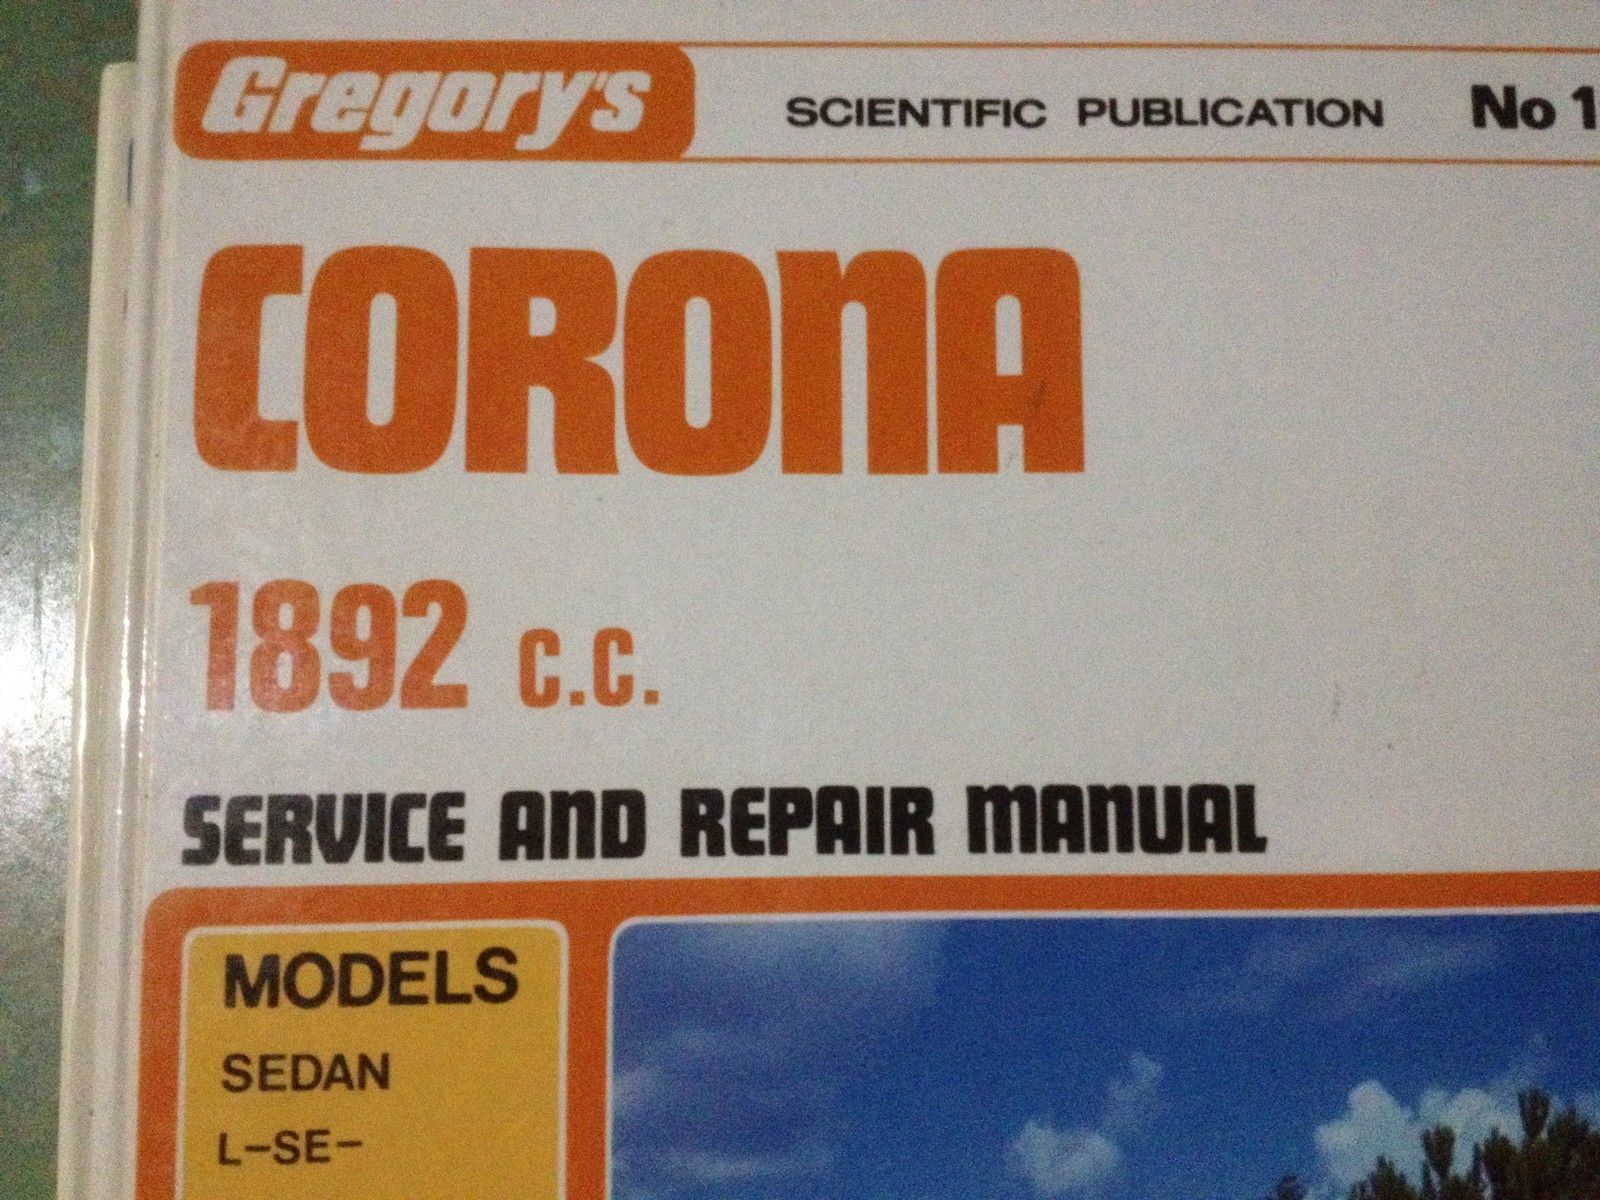 Gregory's SCIENTIFIC PUBLICATION No 1
CORONA
1892 C.C.
SERVICE AND REPAIR MANUAL
MODELS
SEDAN
L–SE–